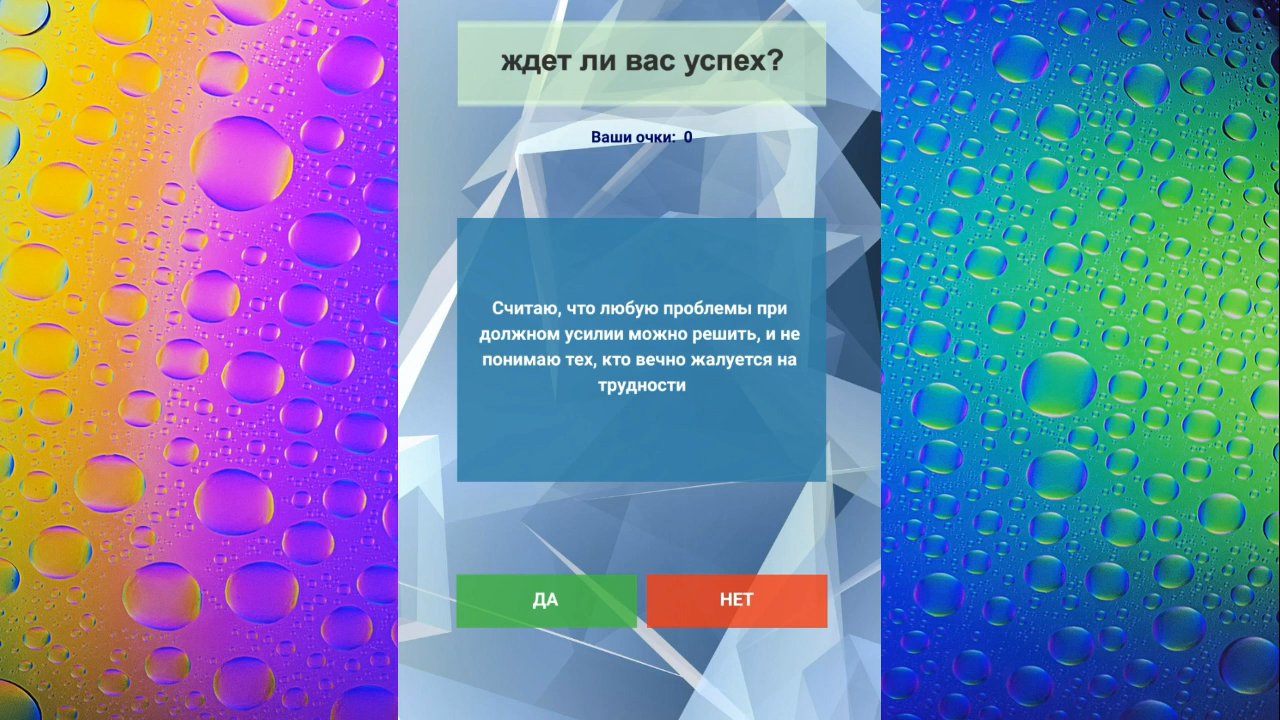 ждет ли вас успех?
Ваши очки: 0
Считаю, что любую проблемы при
должном усилии можно решить, и не
понимаю тех, кто вечно жалуется на
трудности
ДА
НЕТ